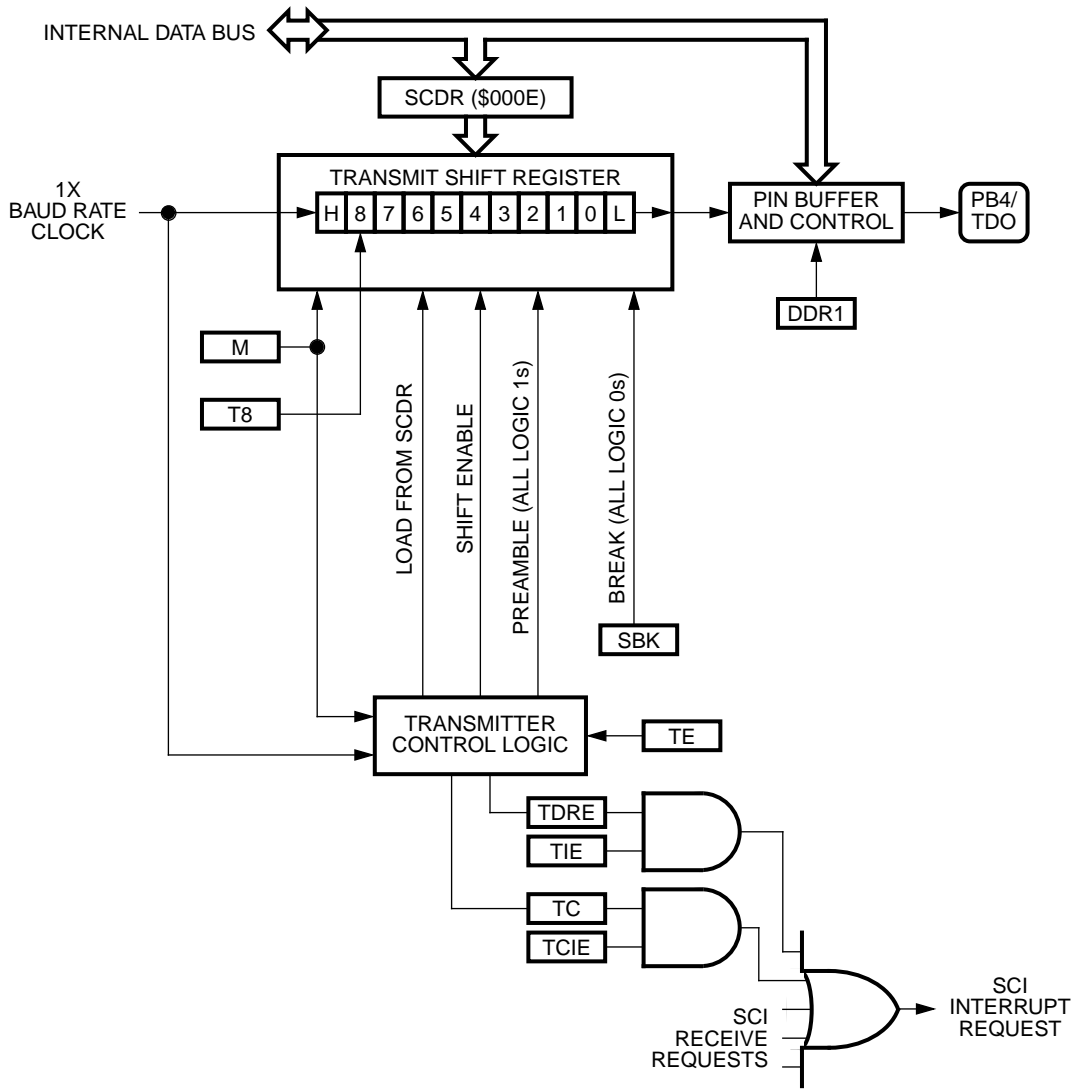 INTERNAL DATA BUS
SCDR ($000E)
TRANSMIT SHIFT REGISTER
H 8 7 6 5 4 3 2 1 0 L
1X
BAUD RATE
CLOCK
PIN BUFFER
AND CONTROL
PB4/
TDO
DDR1
M
T8
LOAD FROM SCDR
SHIFT ENABLE
PREAMBLE (ALL LOGIC 1s)
BREAK (ALL LOGIC 0s)
SBK
TRANSMITTER
CONTROL LOGIC
TE
TDRE
TIE
TC
TCIE
SCI
RECEIVE
REQUESTS
SCI
INTERRUPT
REQUEST